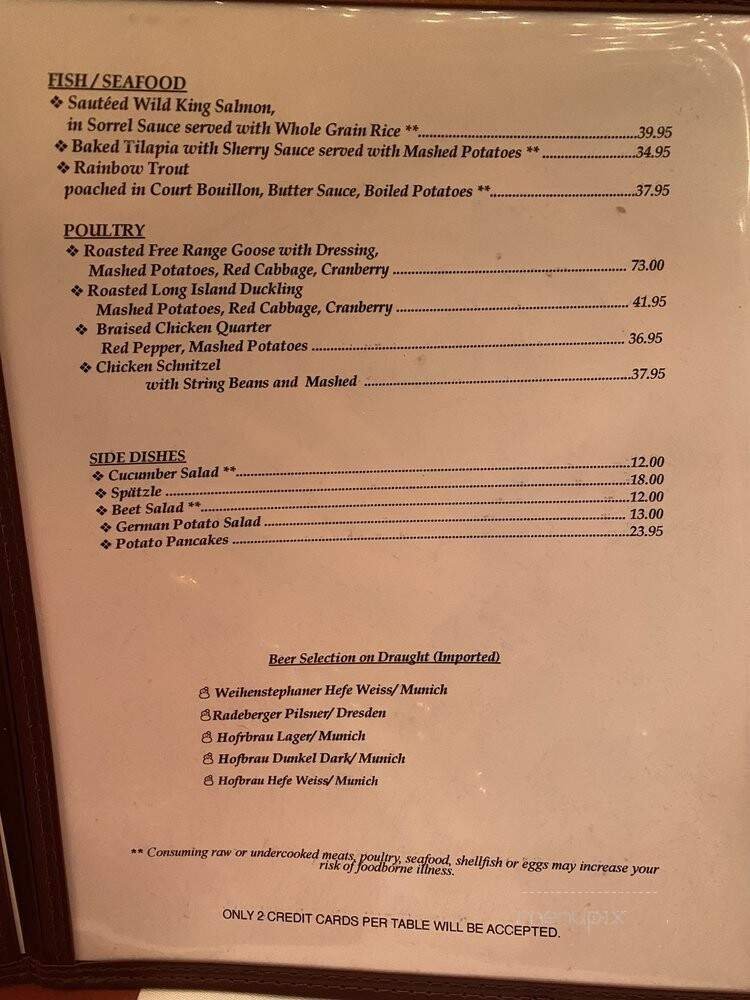 FISH / SEAFOOD
❖ Sautéed Wild King Salmon,
in Sorrel Sauce served with Whole Grain Rice **.......39.95
❖ Baked Tilapia with Sherry Sauce served with Mashed Potatoes **.......34.95
❖ Rainbow Trout
poached in Court Bouillon, Butter Sauce, Boiled Potatoes **.......37.95
POULTRY
❖ Roasted Free Range Goose with Dressing,
Mashed Potatoes, Red Cabbage, Cranberry ....... 73.00
❖ Roasted Long Island Duckling
Mashed Potatoes, Red Cabbage, Cranberry ....... 41.95
❖ Braised Chicken Quarter
Red Pepper, Mashed Potatoes ....... 36.95
❖ Chicken Schnitzel
with String Beans and Mashed .......37.95
SIDE DISHES
❖ Cucumber Salad **.......12.00
❖ Spätzle .......18.00
❖ Beet Salad **.......12.00
❖ German Potato Salad ....... 13.00
❖ Potato Pancakes .......23.95
Beer Selection on Draught (Imported)
Weihenstephaner Hefe Weiss/ Munich
Radeberger Pilsner/ Dresden
Hofrbrau Lager/ Munich
Hofbrau Dunkel Dark/ Munich
Hofbrau Hefe Weiss/ Munich
** Consuming raw or undercooked meats, poultry, seafood, shellfish or eggs may increase your
risk of foodborne illness.
menupix
ONLY 2 CREDIT CARDS PER TABLE WILL BE ACCEPTED.